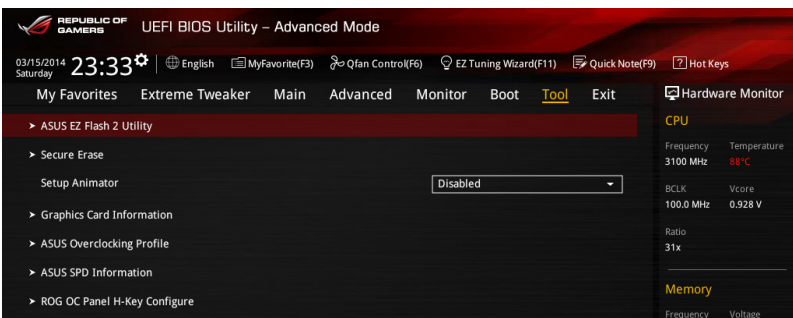 REPUBLIC OF
GAMERS
UEFI BIOS Utility – Advanced Mode
03/15/2014
Saturday
23:33
English
MyFavorite(F3)
Qfan Control(F6)
EZ Tuning Wizard(F11)
Quick Note(F9)
? Hot Keys
My Favorites Extreme Tweaker Main Advanced Monitor Boot Tool Exit
Hardware Monitor
> ASUS EZ Flash 2 Utility
> Secure Erase
Setup Animator Disabled
> Graphics Card Information
> ASUS Overclocking Profile
> ASUS SPD Information
> ROG OC Panel H-Key Configure
CPU
Frequency Temperature
3100 MHz 88°C
BCLK Vcore
100.0 MHz 0.928 V
Ratio
31x
Memory
Frequency Voltage